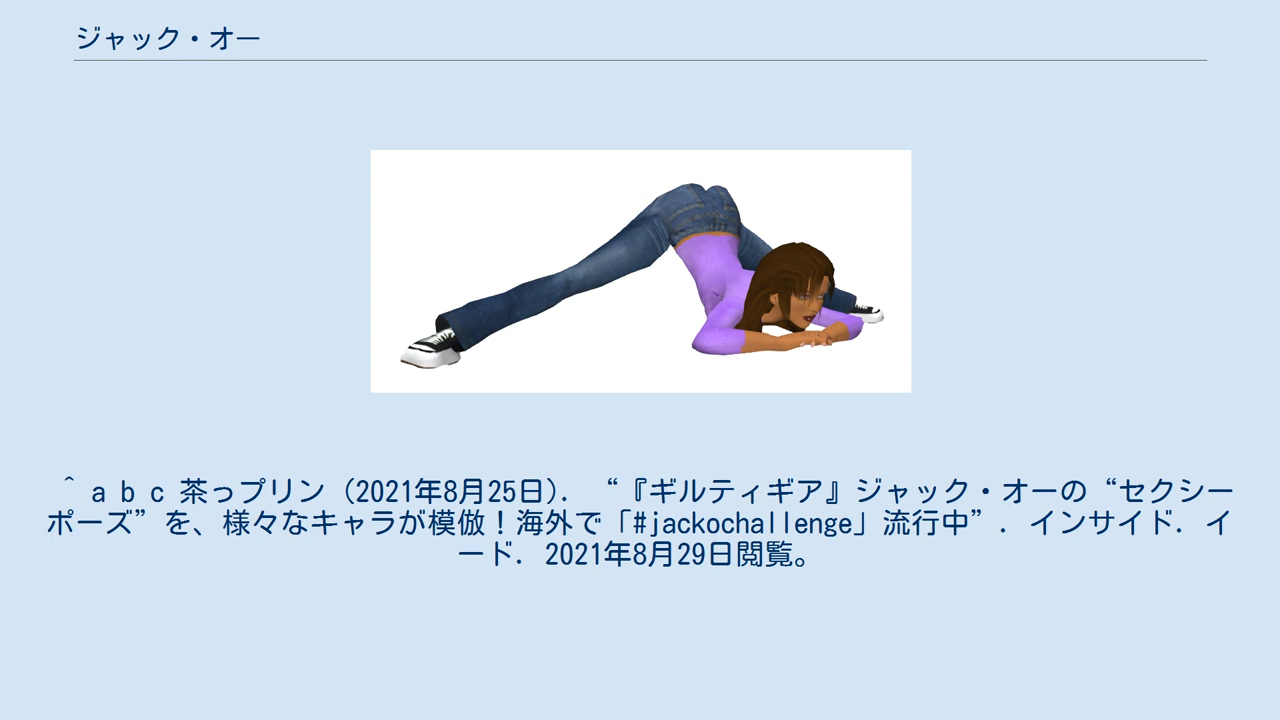 ジャック・オー
^ a b c 茶っプリン（2021年8月25日）. “『ギルティギア』ジャック・オーの“セクシー
ポーズ”を、様々なキャラが模倣！海外で「#jackochallenge」流行中”. インサイド. イ
ード. 2021年8月29日閲覧。